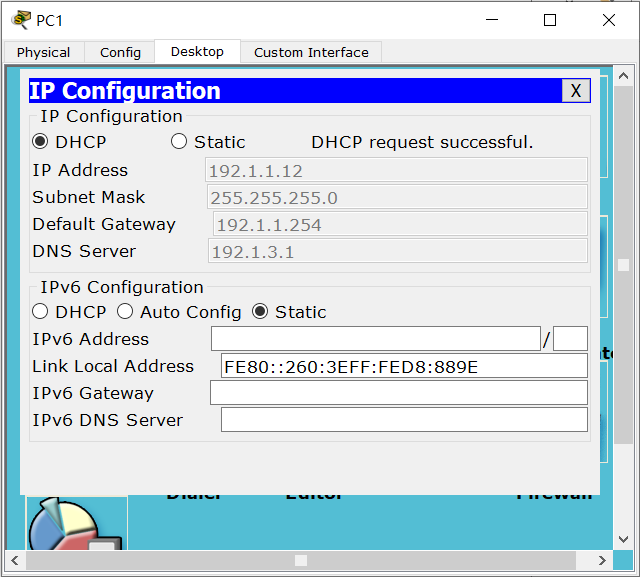 PC1
Physical Config Desktop Custom Interface
IP Configuration X
IP Configuration
DHCP Static DHCP request successful.
IP Address 192.1.1.12
Subnet Mask 255.255.255.0
Default Gateway 192.1.1.254
DNS Server 192.1.3.1
IPv6 Configuration
DHCP Auto Config Static
IPv6 Address /
Link Local Address FE80::260:3EFF:FED8:889E
IPv6 Gateway
IPv6 DNS Server
Dialer Editor Firewall